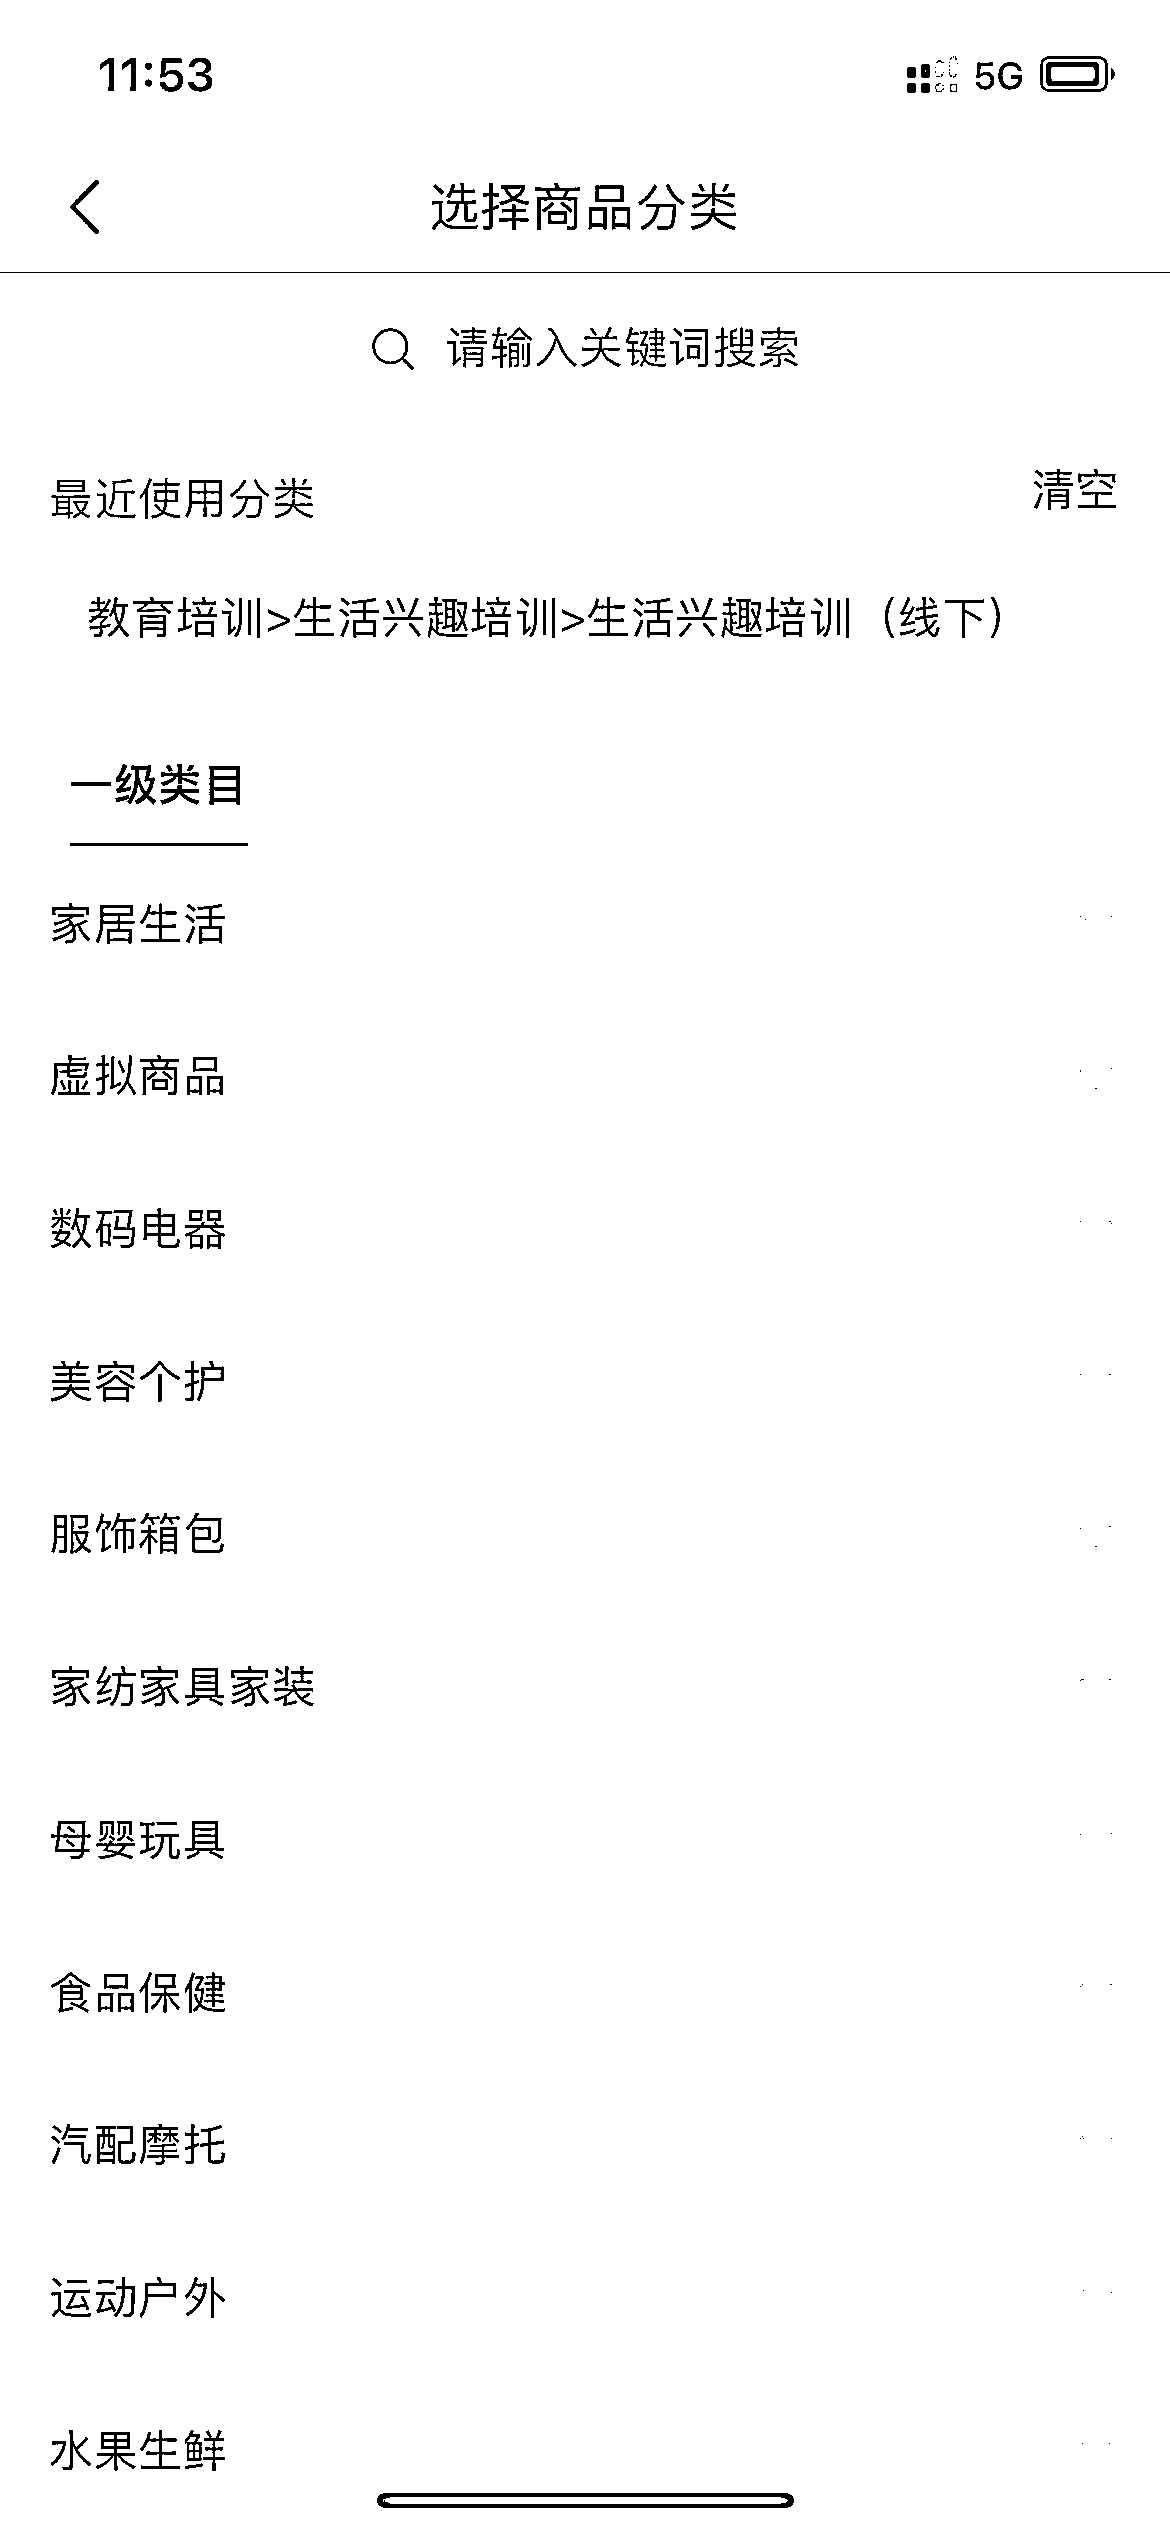 11:53
5G
选择商品分类
请输入关键词搜索
最近使用分类
清空
教育培训>生活兴趣培训>生活兴趣培训（线下）
一级类目
家居生活
虚拟商品
数码电器
美容个护
服饰箱包
家纺家具家装
母婴玩具
食品保健
汽配摩托
运动户外
水果生鲜